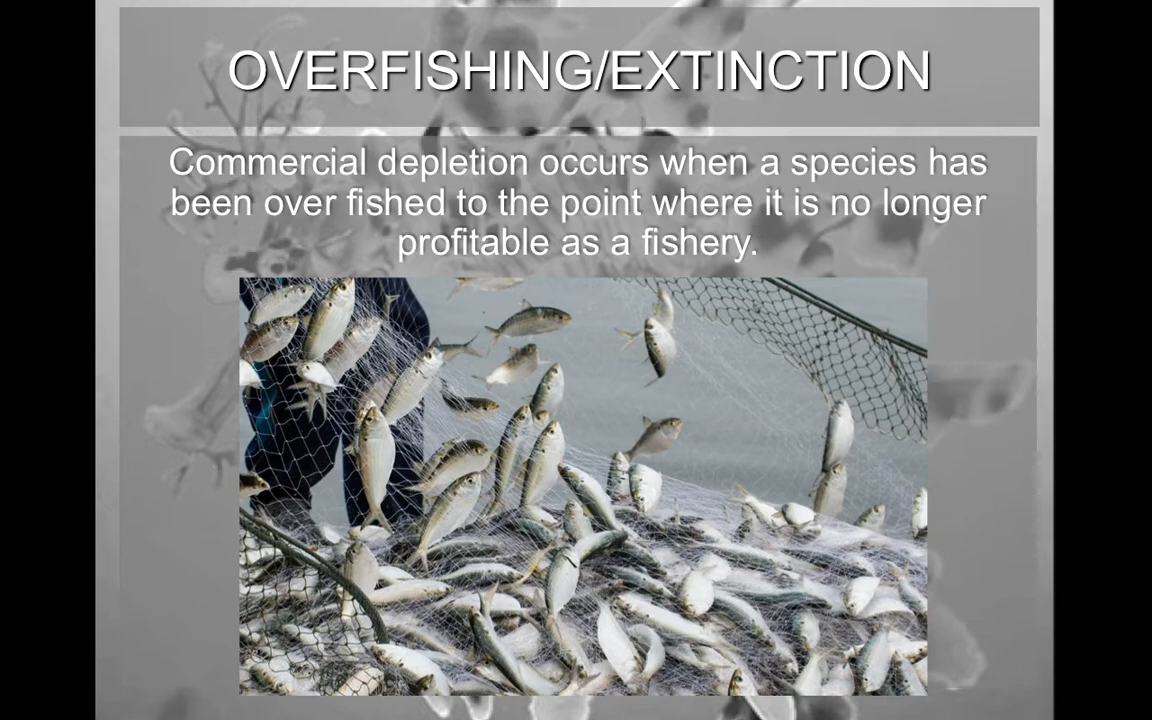 OVERFISHING/EXTINCTION
Commercial depletion occurs when a species has
been over fished to the point where it is no longer
profitable as a fishery.